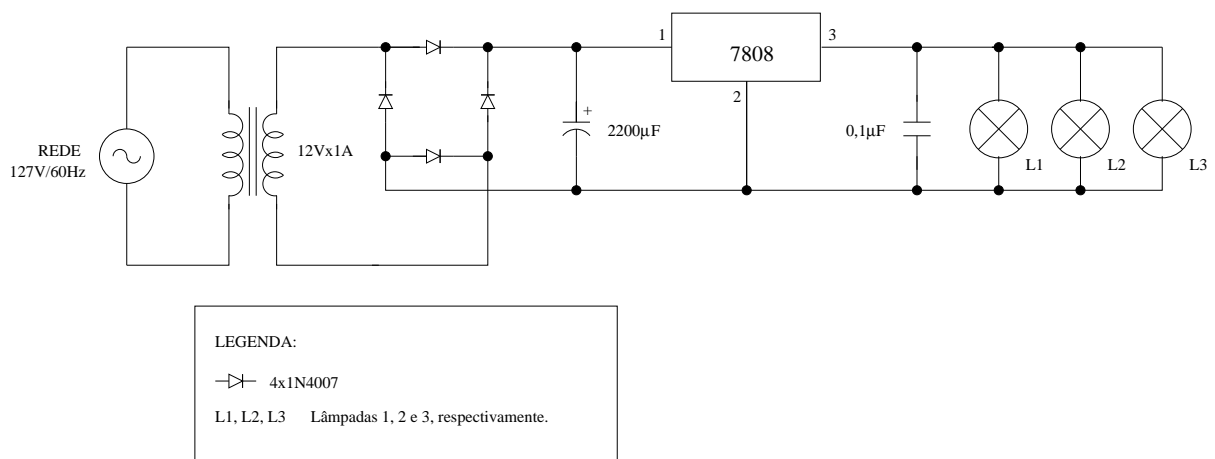 1
7808
3
2
+
REDE
127V/60Hz
12Vx1A
2200µF
0,1µF
L1
L2
L3
LEGENDA:
4x1N4007
L1, L2, L3 Lâmpadas 1, 2 e 3, respectivamente.